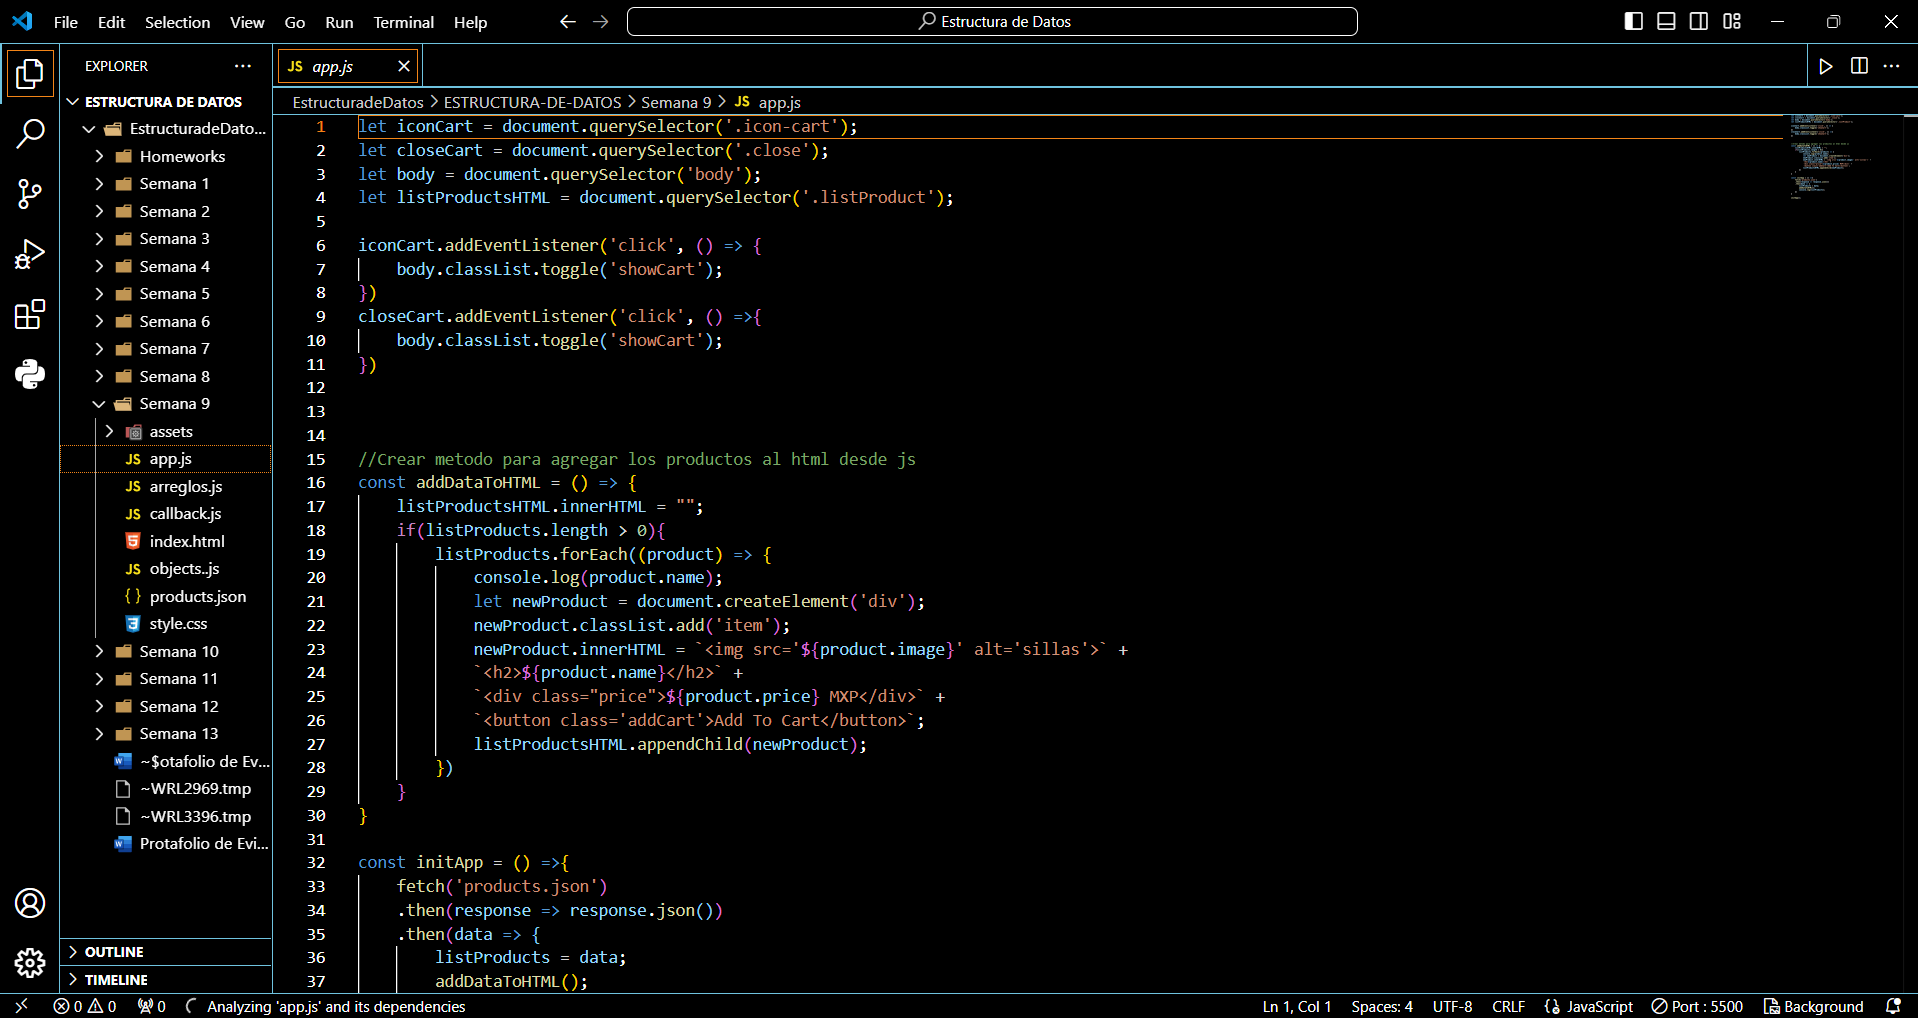 File Edit Selection View Go Run Terminal Help
Estructura de Datos
EXPLORER
ESTRUCTURA DE DATOS
EstructuradeDato...
Homeworks
Semana 1
Semana 2
Semana 3
Semana 4
Semana 5
Semana 6
Semana 7
Semana 8
Semana 9
assets
JS app.js
JS arreglos.js
JS callback.js
index.html
JS objects..js
{} products.json
style.css
Semana 10
Semana 11
Semana 12
Semana 13
~$otafolio de Ev...
~WRL2969.tmp
~WRL3396.tmp
Protafolio de Evi...
OUTLINE
TIMELINE
JS app.js
EstructuradeDatos > ESTRUCTURA-DE-DATOS > Semana 9 > JS app.js
1 let iconCart = document.querySelector('.icon-cart');
2 let closeCart = document.querySelector('.close');
3 let body = document.querySelector('body');
4 let listProductsHTML = document.querySelector('.listProduct');
5
6 iconCart.addEventListener('click', () => {
7 body.classList.toggle('showCart');
8 })
9 closeCart.addEventListener('click', () =>{
10 body.classList.toggle('showCart');
11 })
12
13
14
15 //Crear metodo para agregar los productos al html desde js
16 const addDataToHTML = () => {
17 listProductsHTML.innerHTML = "";
18 if(listProducts.length > 0){
19 listProducts.forEach((product) => {
20 console.log(product.name);
21 let newProduct = document.createElement('div');
22 newProduct.classList.add('item');
23 newProduct.innerHTML = `<img src='${product.image}' alt='sillas'>` +
24 `<h2>${product.name}</h2>` +
25 `<div class="price">${product.price} MXP</div>` +
26 `<button class='addCart'>Add To Cart</button>`;
27 listProductsHTML.appendChild(newProduct);
28 })
29 }
30 }
31
32 const initApp = () =>{
33 fetch('products.json')
34 .then(response => response.json())
35 .then(data => {
36 listProducts = data;
37 addDataToHTML();
0 0 0 Analyzing 'app.js' and its dependencies Ln 1, Col 1 Spaces: 4 UTF-8 CRLF {} JavaScript Port : 5500 Background